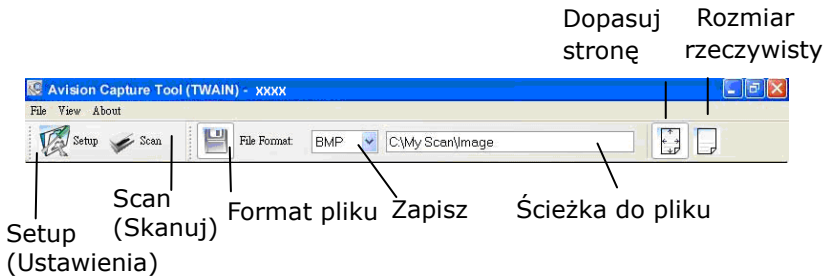 Dopasuj Rozmiar
stronę rzeczywisty
Avision Capture Tool (TWAIN) - xxxx
File View About
Setup Scan File Format: BMP C:\My Scan\Image
Scan
(Skanuj)
Format pliku Zapisz Ścieżka do pliku
Setup
(Ustawienia)